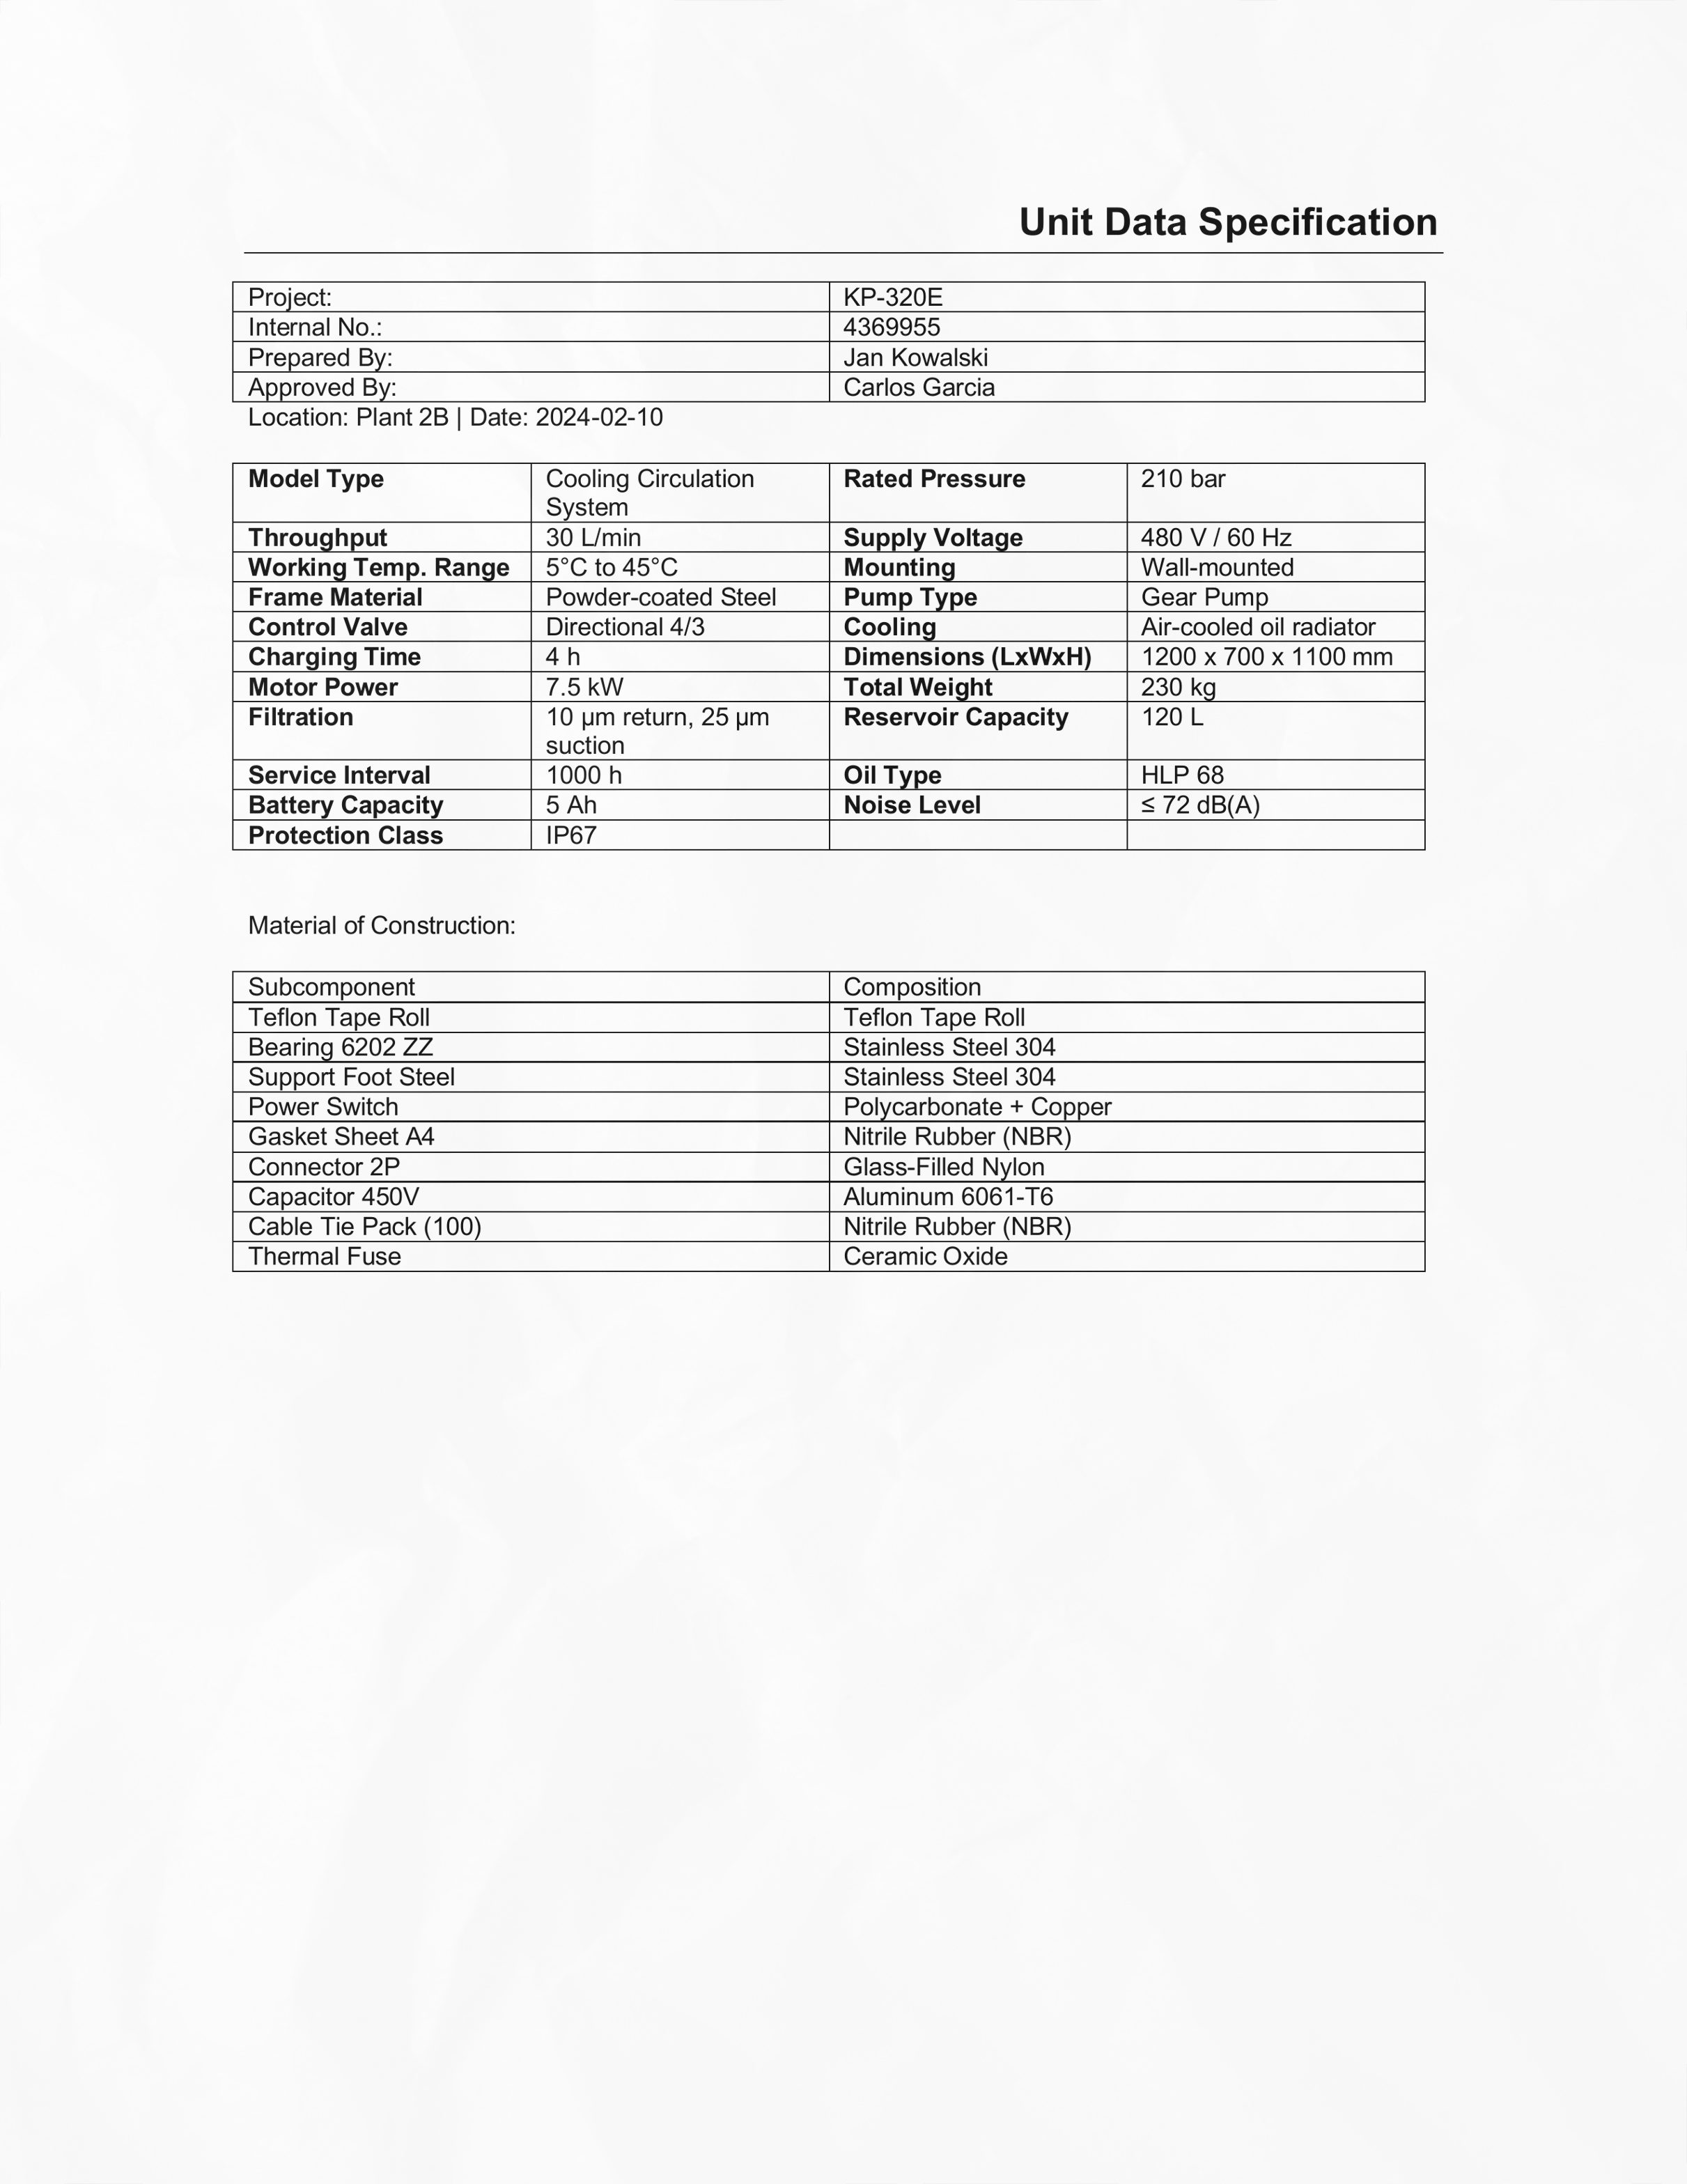 Unit Data Specification
Project: KP-320E
Internal No.: 4369955
Prepared By: Jan Kowalski
Approved By: Carlos Garcia
Location: Plant 2B | Date: 2024-02-10
Model Type Cooling Circulation System Rated Pressure 210 bar
Throughput 30 L/min Supply Voltage 480 V / 60 Hz
Working Temp. Range 5°C to 45°C Mounting Wall-mounted
Frame Material Powder-coated Steel Pump Type Gear Pump
Control Valve Directional 4/3 Cooling Air-cooled oil radiator
Charging Time 4 h Dimensions (LxWxH) 1200 x 700 x 1100 mm
Motor Power 7.5 kW Total Weight 230 kg
Filtration 10 µm return, 25 µm suction Reservoir Capacity 120 L
Service Interval 1000 h Oil Type HLP 68
Battery Capacity 5 Ah Noise Level ≤ 72 dB(A)
Protection Class IP67
Material of Construction:
Subcomponent Composition
Teflon Tape Roll Teflon Tape Roll
Bearing 6202 ZZ Stainless Steel 304
Support Foot Steel Stainless Steel 304
Power Switch Polycarbonate + Copper
Gasket Sheet A4 Nitrile Rubber (NBR)
Connector 2P Glass-Filled Nylon
Capacitor 450V Aluminum 6061-T6
Cable Tie Pack (100) Nitrile Rubber (NBR)
Thermal Fuse Ceramic Oxide